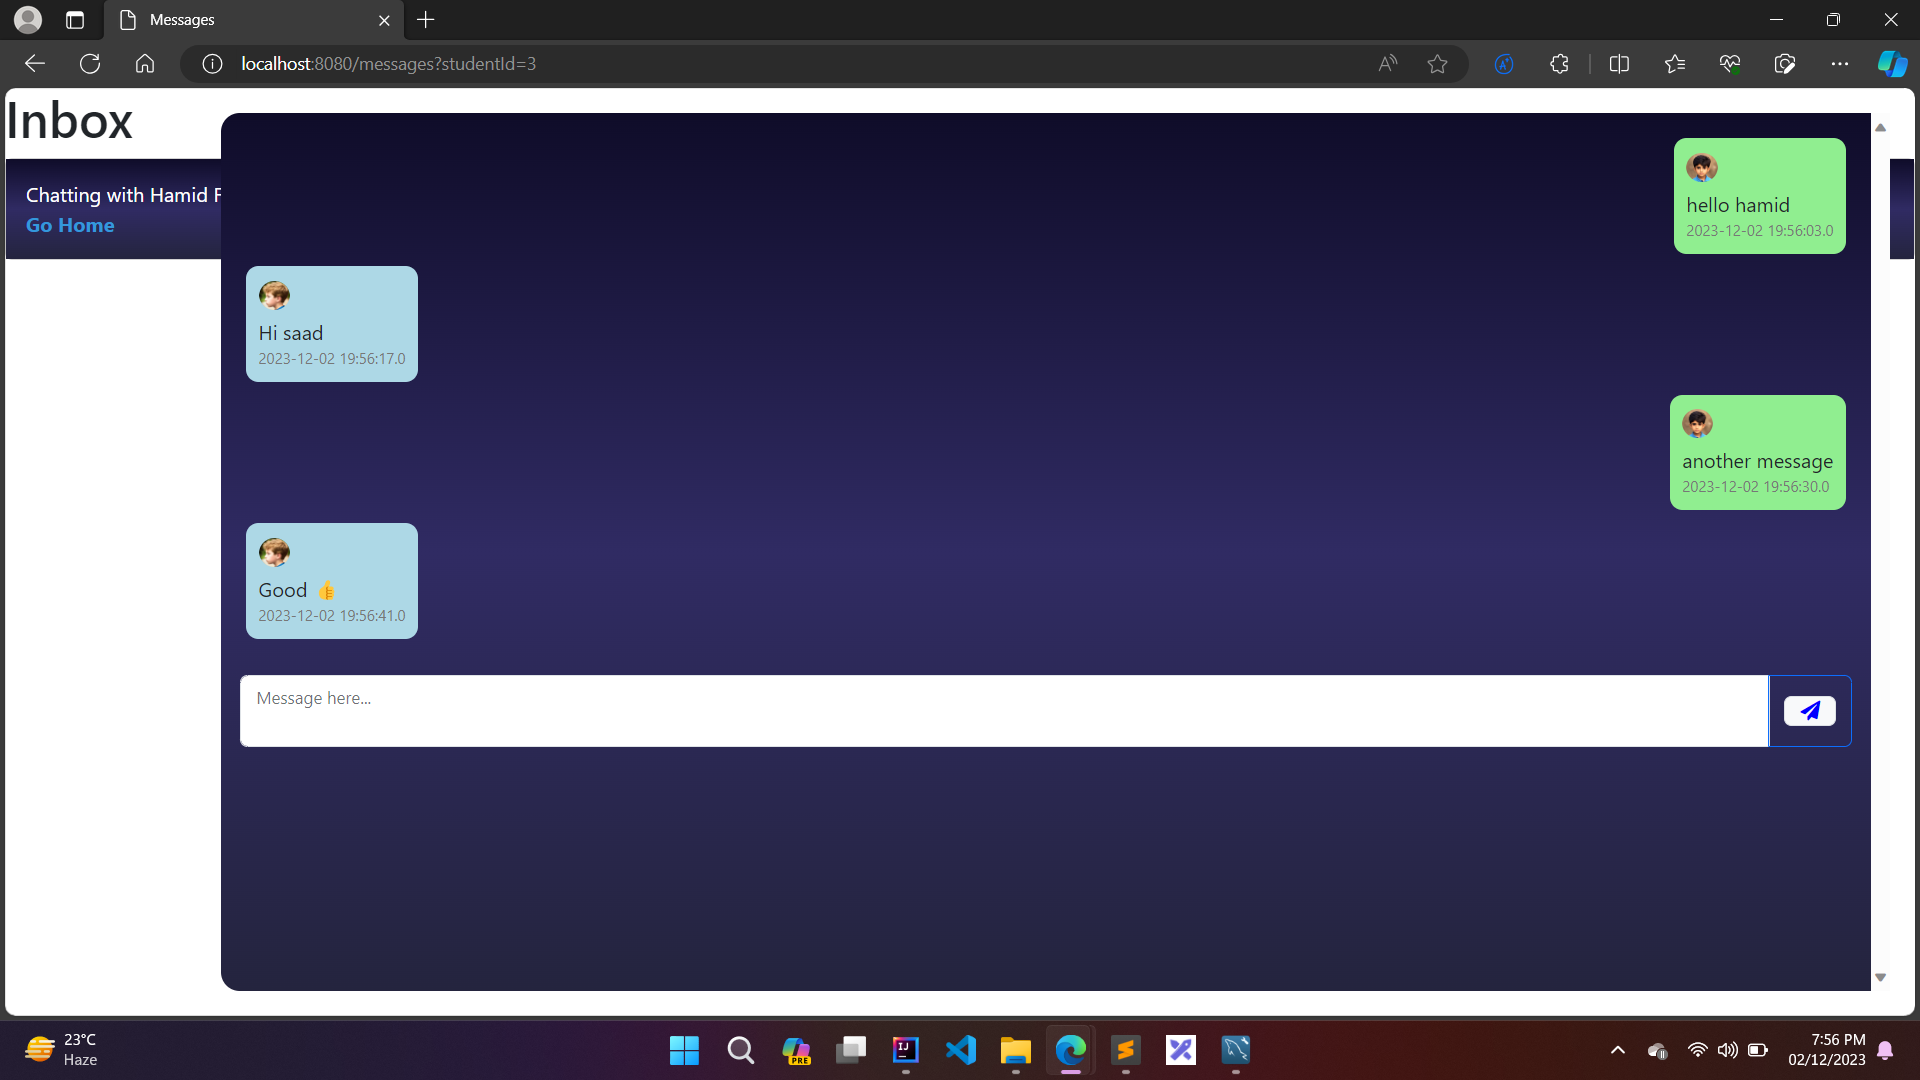 Messages
localhost:8080/messages?studentId=3
Inbox
Chatting with Hamid
Go Home
hello hamid
2023-12-02 19:56:03.0
Hi saad
2023-12-02 19:56:17.0
another message
2023-12-02 19:56:30.0
Good 👍
2023-12-02 19:56:41.0
Message here...
23°C
Haze
PRE
IJ
7:56 PM
02/12/2023